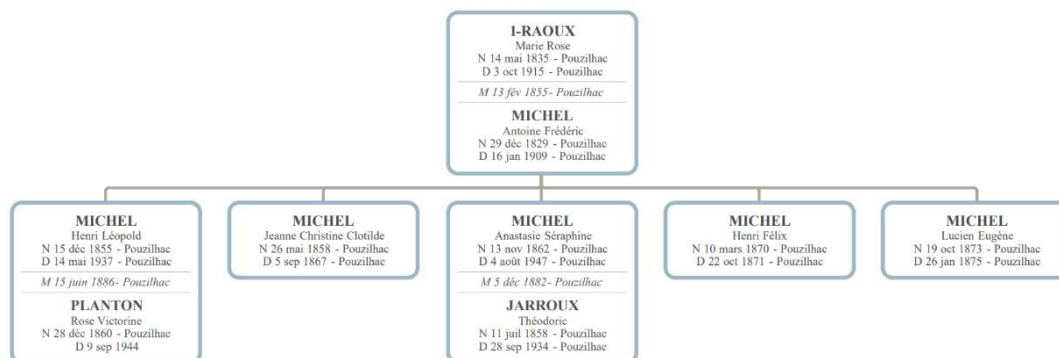 1-RAOUX
Marie Rose
N 14 mai 1835 - Pouzilhac
D 3 oct 1915 - Pouzilhac
M 13 fév 1855- Pouzilhac
MICHEL
Antoine Frédéric
N 29 déc 1829 - Pouzilhac
D 16 jan 1909 - Pouzilhac
MICHEL
Henri Léopold
N 15 déc 1855 - Pouzilhac
D 14 mai 1937 - Pouzilhac
M 15 juin 1886- Pouzilhac
PLANTON
Rose Victorine
N 28 déc 1860 - Pouzilhac
D 9 sep 1944
MICHEL
Jeanne Christine Clotilde
N 26 mai 1858 - Pouzilhac
D 5 sep 1867 - Pouzilhac
MICHEL
Anastasie Séraphine
N 13 nov 1862 - Pouzilhac
D 4 août 1947 - Pouzilhac
M 5 déc 1882- Pouzilhac
JARROUX
Théodoric
N 11 juil 1858 - Pouzilhac
D 28 sep 1934 - Pouzilhac
MICHEL
Henri Félix
N 10 mars 1870 - Pouzilhac
D 22 oct 1871 - Pouzilhac
MICHEL
Lucien Eugène
N 19 oct 1873 - Pouzilhac
D 26 jan 1875 - Pouzilhac